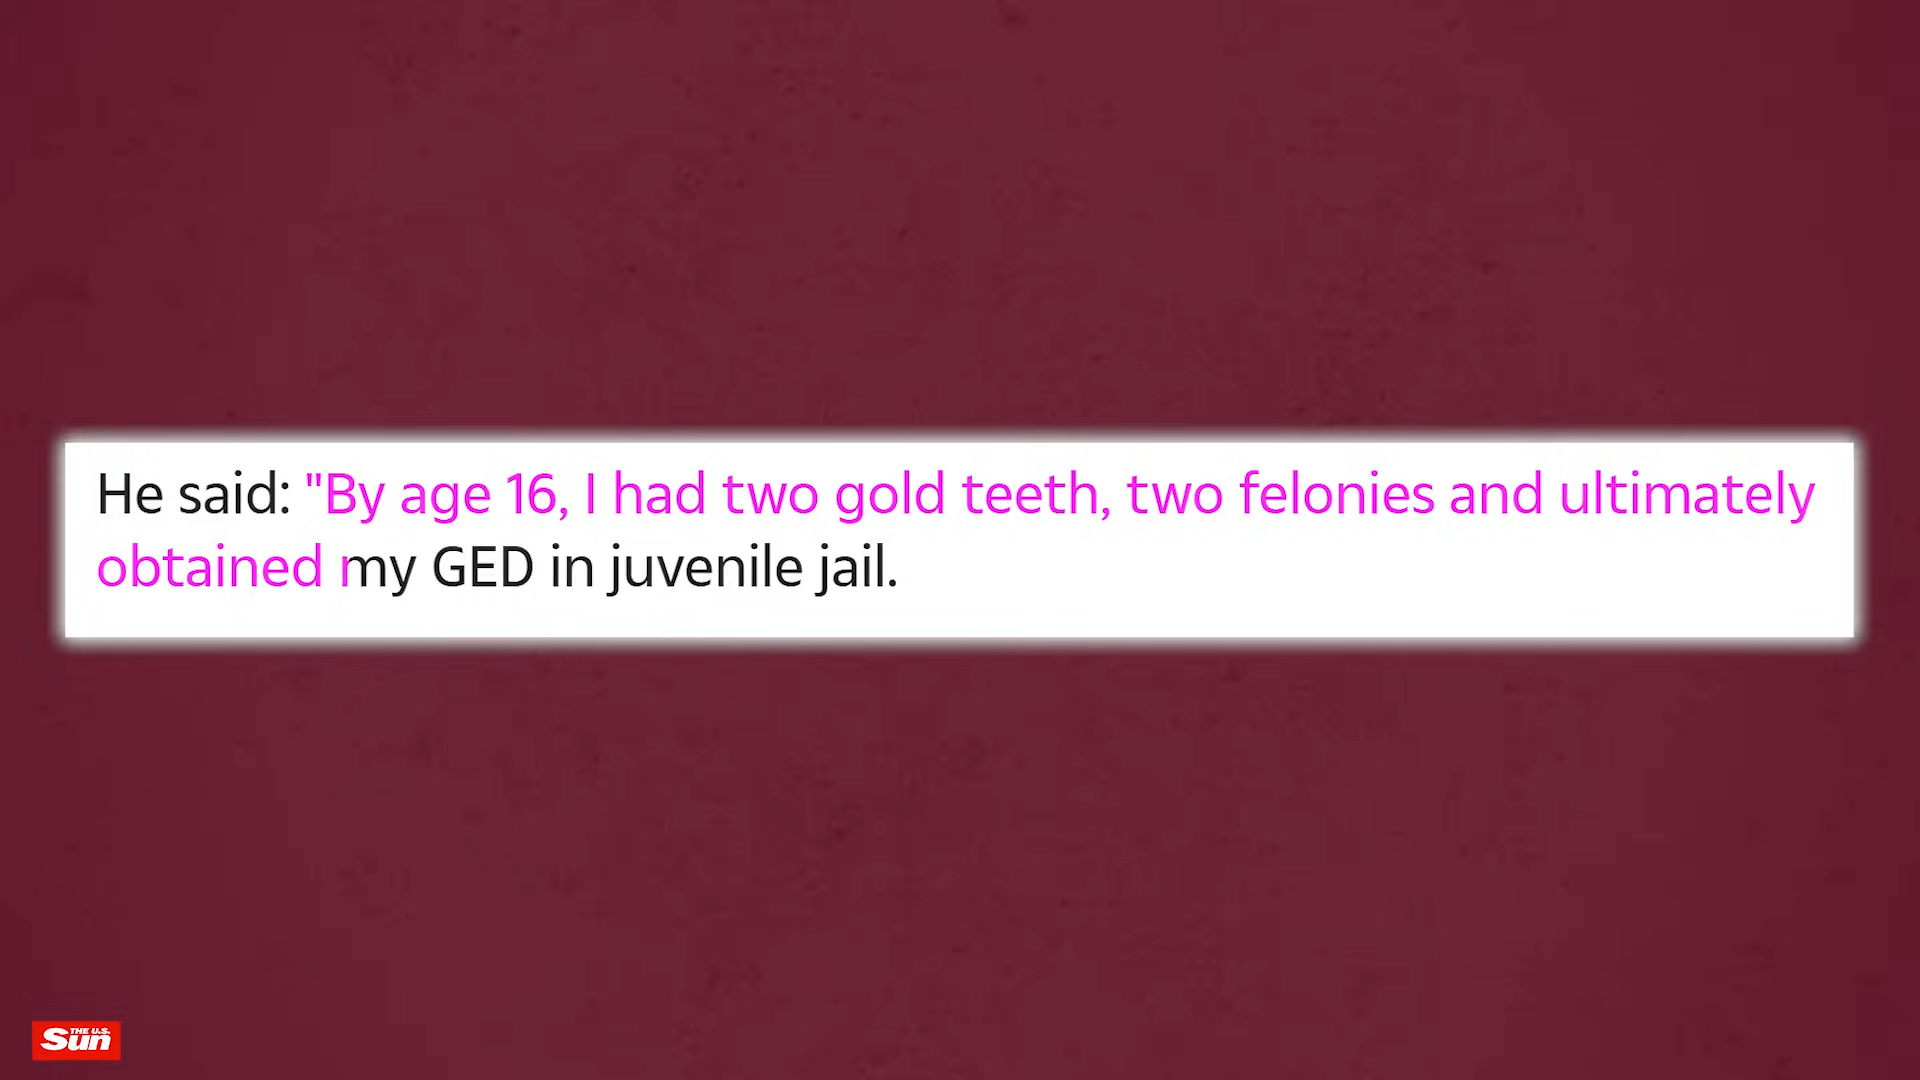 He said: "By age 16, I had two gold teeth, two felonies and ultimately
obtained my GED in juvenile jail.
THE U.S.
Sun